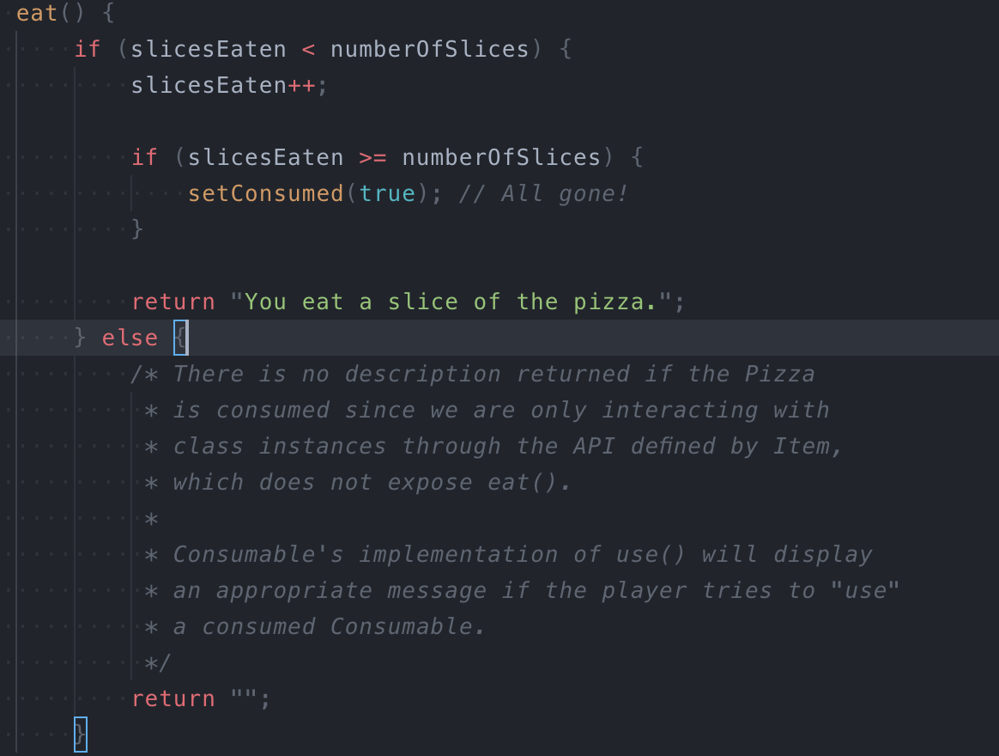 eat() {
if (slicesEaten < numberOfSlices) {
slicesEaten++;
if (slicesEaten >= numberOfSlices) {
setConsumed(true); // All gone!
}
return "You eat a slice of the pizza.";
} else {
/* There is no description returned if the Pizza
* is consumed since we are only interacting with
* class instances through the API defined by Item,
* which does not expose eat().
*
* Consumable's implementation of use() will display
* an appropriate message if the player tries to "use"
* a consumed Consumable.
*/
return "";
}